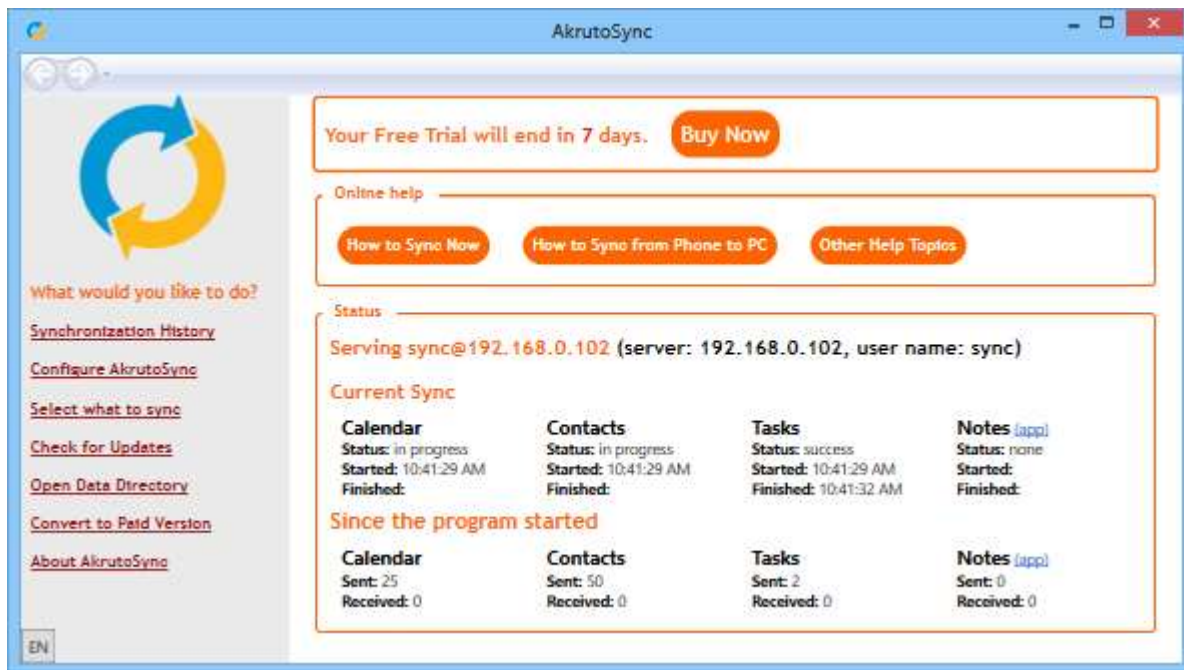 AkrutoSync
Your Free Trial will end in 7 days. Buy Now
Online help
How to Sync Now How to Sync from Phone to PC Other Help Topics
What would you like to do?
Synchronization History
Configure AkrutoSync
Select what to sync
Check for Updates
Open Data Directory
Convert to Paid Version
About AkrutoSync
EN
Status
Serving sync@192.168.0.102 (server: 192.168.0.102, user name: sync)
Current Sync
Calendar Contacts Tasks Notes (app)
Status: in progress Status: in progress Status: success Status: none
Started: 10:41:29 AM Started: 10:41:29 AM Started: 10:41:29 AM Started:
Finished: Finished: Finished: 10:41:32 AM Finished:
Since the program started
Calendar Contacts Tasks Notes (app)
Sent: 25 Sent: 50 Sent: 2 Sent: 0
Received: 0 Received: 0 Received: 0 Received: 0